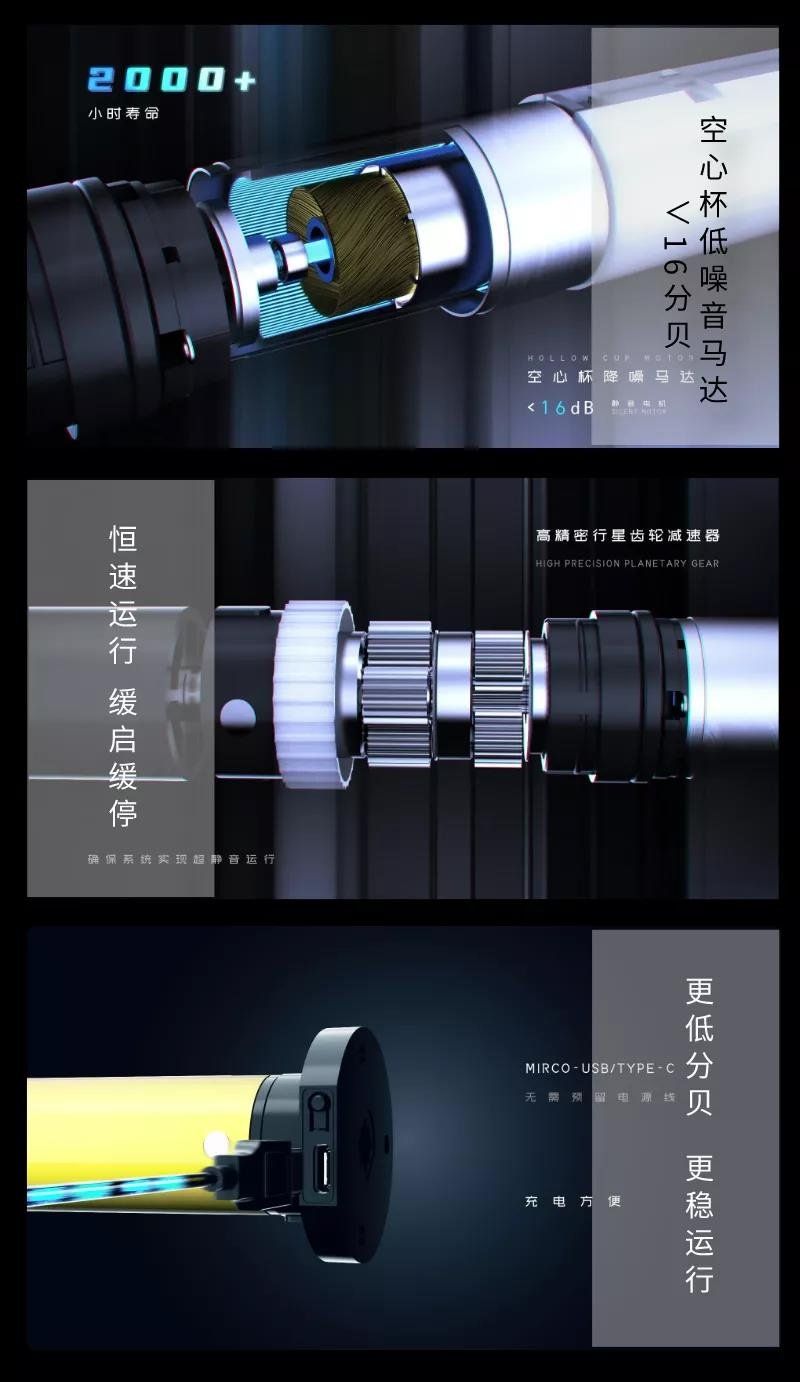 2000+
小时寿命
空心杯低噪音马达
<16分贝
HOLLOW CUP MOTOR
空心杯降噪马达
<16dB
静音电机
SILENT MOTOR
恒速运行 缓启缓停
高精密行星齿轮减速器
HIGH PRECISION PLANETARY GEAR
确保系统实现超静音运行
更低分贝 更稳运行
MIRCO-USB/TYPE-C
无需预留电源线
充电方便